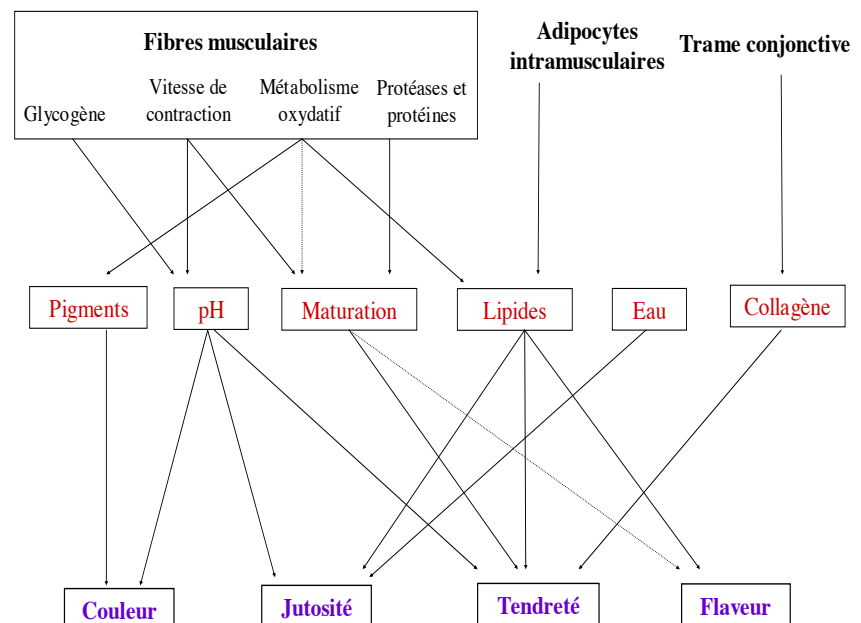 Fibres musculaires
Adipocytes
intramusculaires
Trame conjonctive
Glycogène
Vitesse de
contraction
Métabolisme
oxydatif
Protéases et
protéines
Pigments
pH
Maturation
Lipides
Eau
Collagène
Couleur
Jutosité
Tendreté
Flaveur